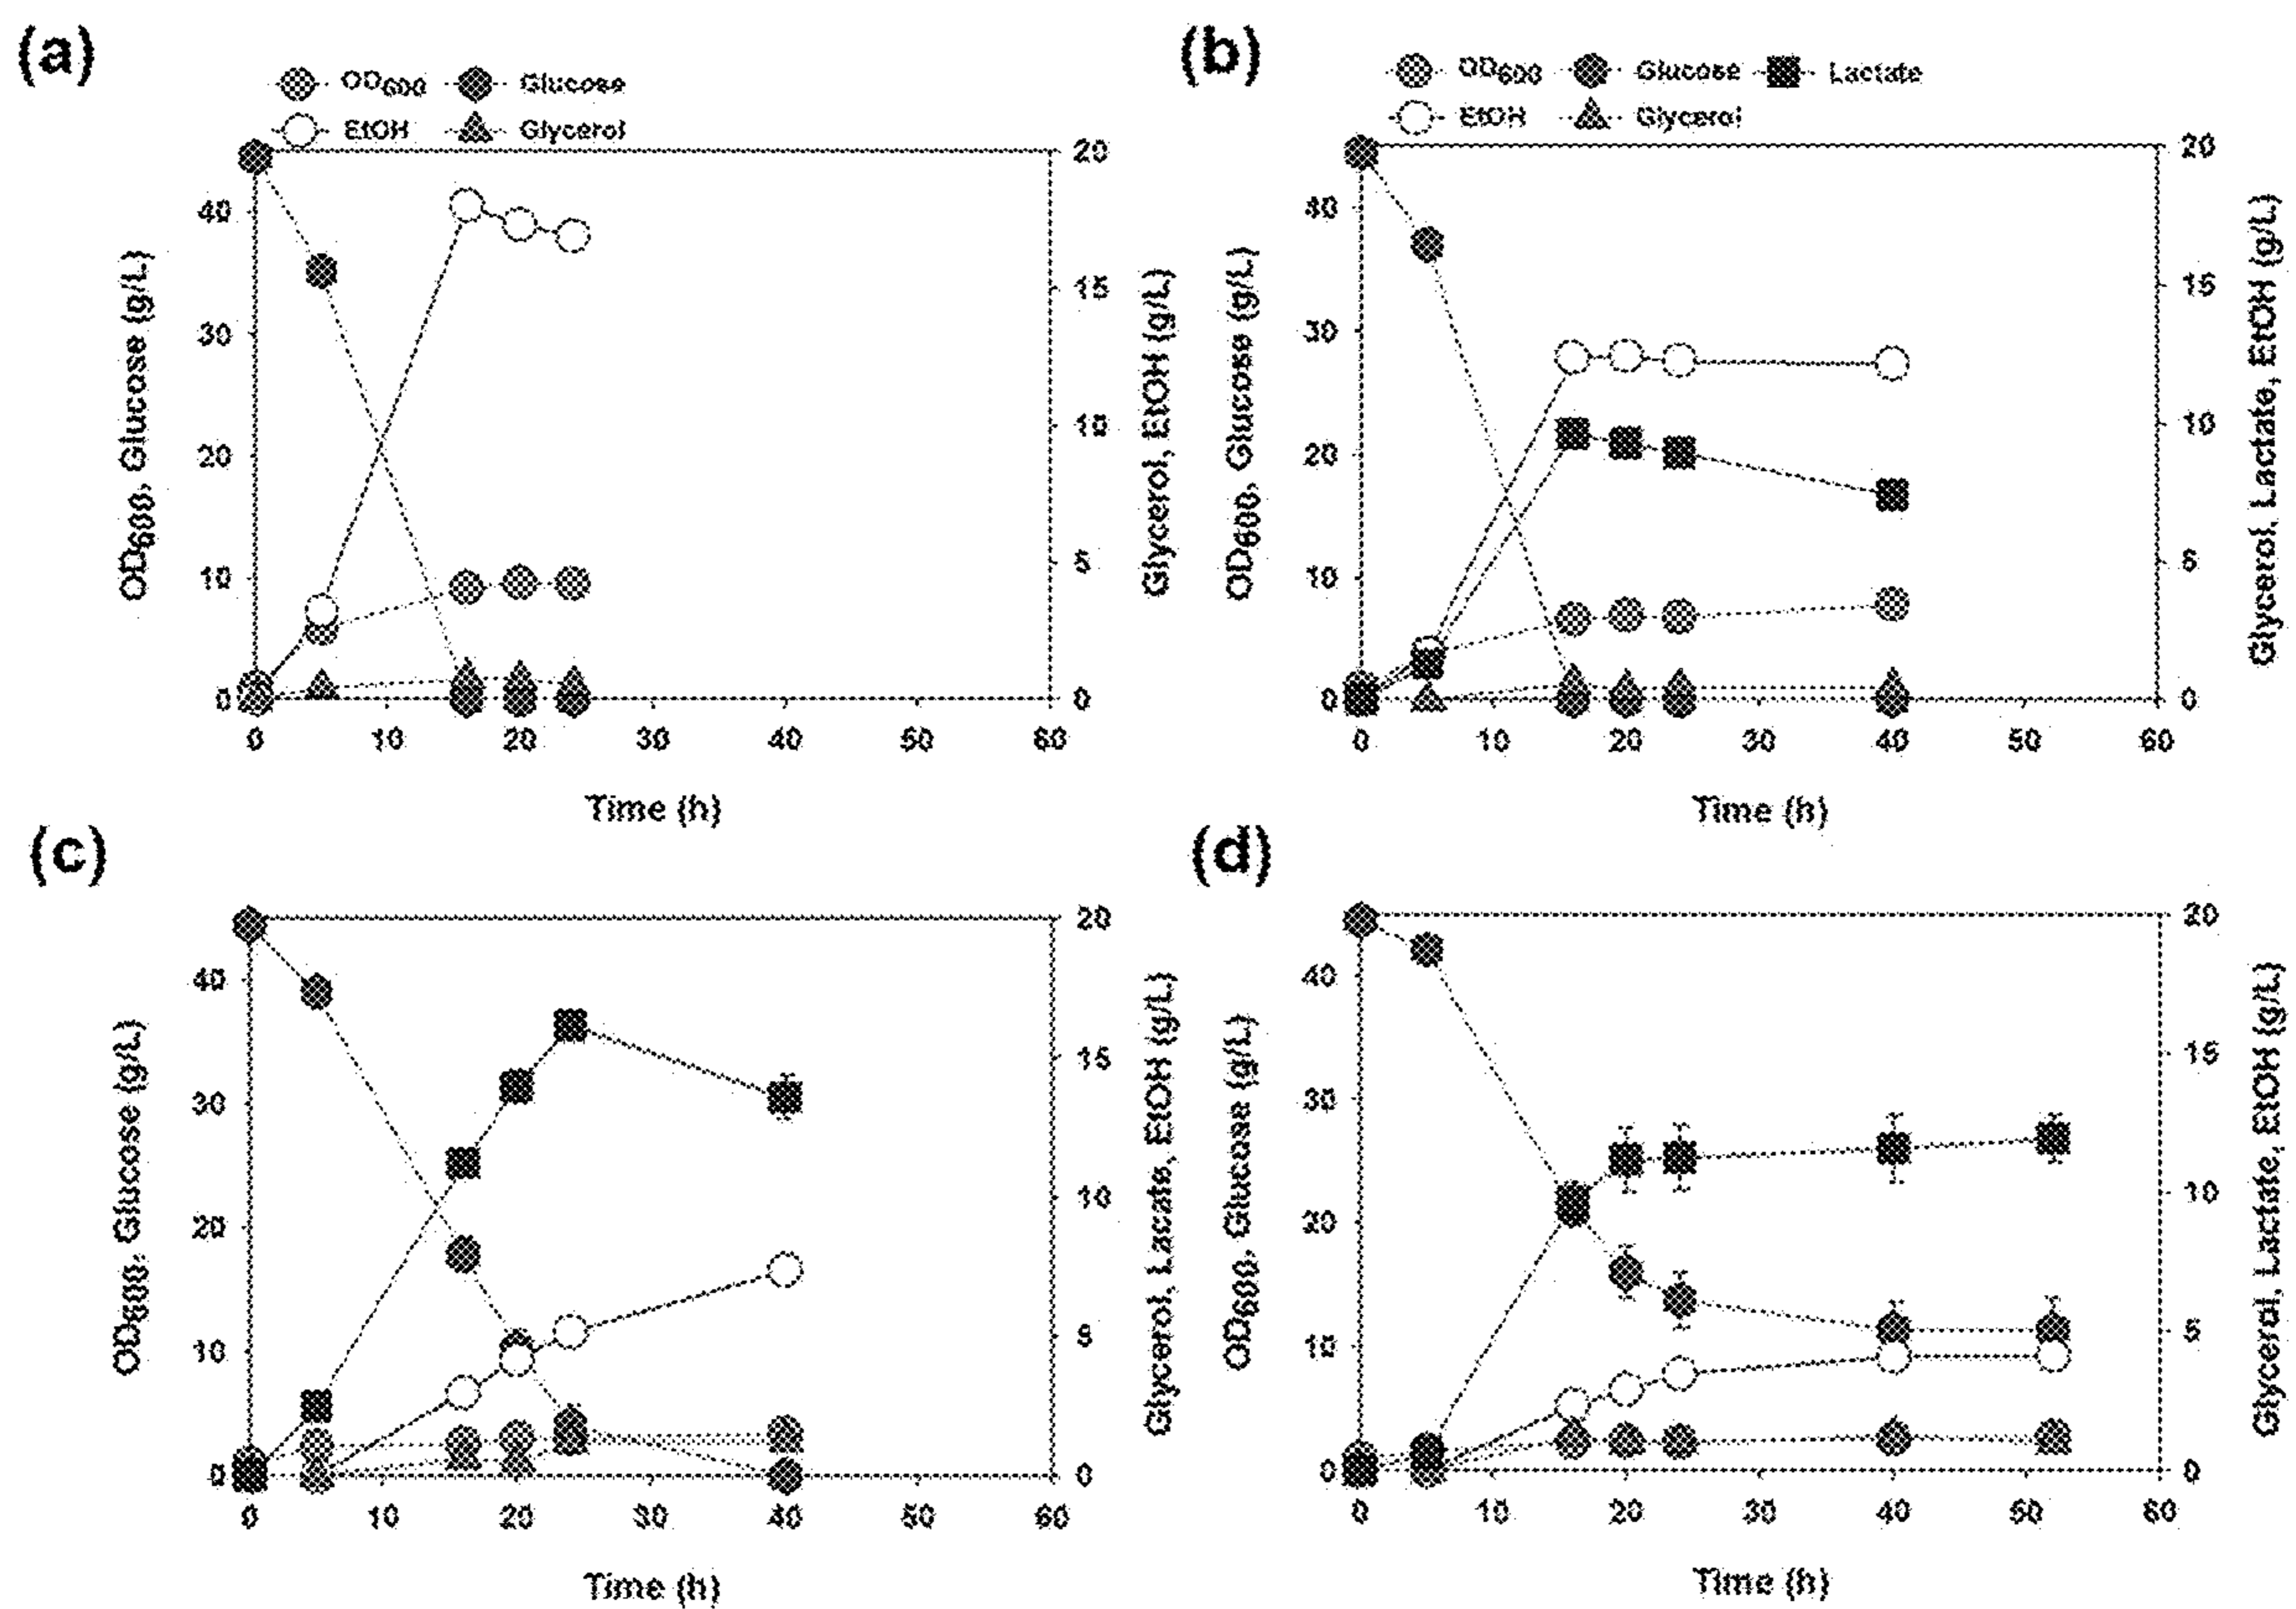 (a)
OD600 Glucose
EtOH Glycerol
40
30
20
10
0
20
15
10
5
0
0 10 20 30 40 50 60
OD600, Glucose (g/L)
Glycerol, EtOH (g/L)
Time (h)
(b)
OD600 Glucose Lactate
EtOH Glycerol
40
30
20
10
0
20
15
10
5
0
0 10 20 30 40 50 60
OD600, Glucose (g/L)
Glycerol, Lactate, EtOH (g/L)
Time (h)
(c)
40
30
20
10
0
20
15
10
5
0
0 10 20 30 40 50 60
OD600, Glucose (g/L)
Glycerol, Lactate, EtOH (g/L)
Time (h)
(d)
40
30
20
10
0
20
15
10
5
0
0 10 20 30 40 50 60
OD600, Glucose (g/L)
Glycerol, Lactate, EtOH (g/L)
Time (h)